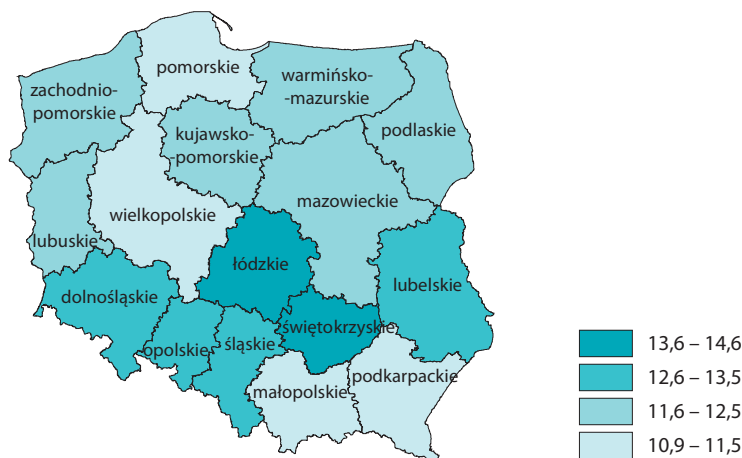 pomorskie
warmińsko-
-mazurskie
zachodnio-
pomorskie
podlaskie
kujawsko-
-pomorskie
mazowieckie
wielkopolskie
lubuskie
łódzkie
lubelskie
dolnośląskie
świętokrzyskie
opolskie
śląskie
podkarpackie
małopolskie
13,6 – 14,6
12,6 – 13,5
11,6 – 12,5
10,9 – 11,5